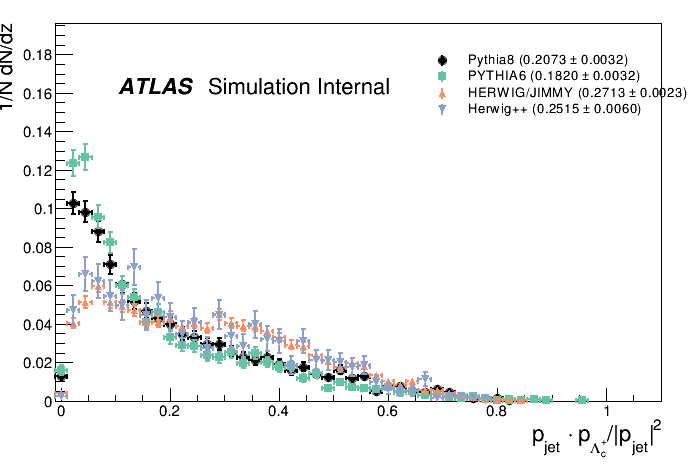 1/N dN/dz
ATLAS Simulation Internal
Pythia8 (0.2073 ± 0.0032)
PYTHIA6 (0.1820 ± 0.0032)
HERWIG/JIMMY (0.2713 ± 0.0023)
Herwig++ (0.2515 ± 0.0060)
0.18
0.16
0.14
0.12
0.1
0.08
0.06
0.04
0.02
0
0 0.2 0.4 0.6 0.8 1
p_jet · p_Λc+/|p_jet|²